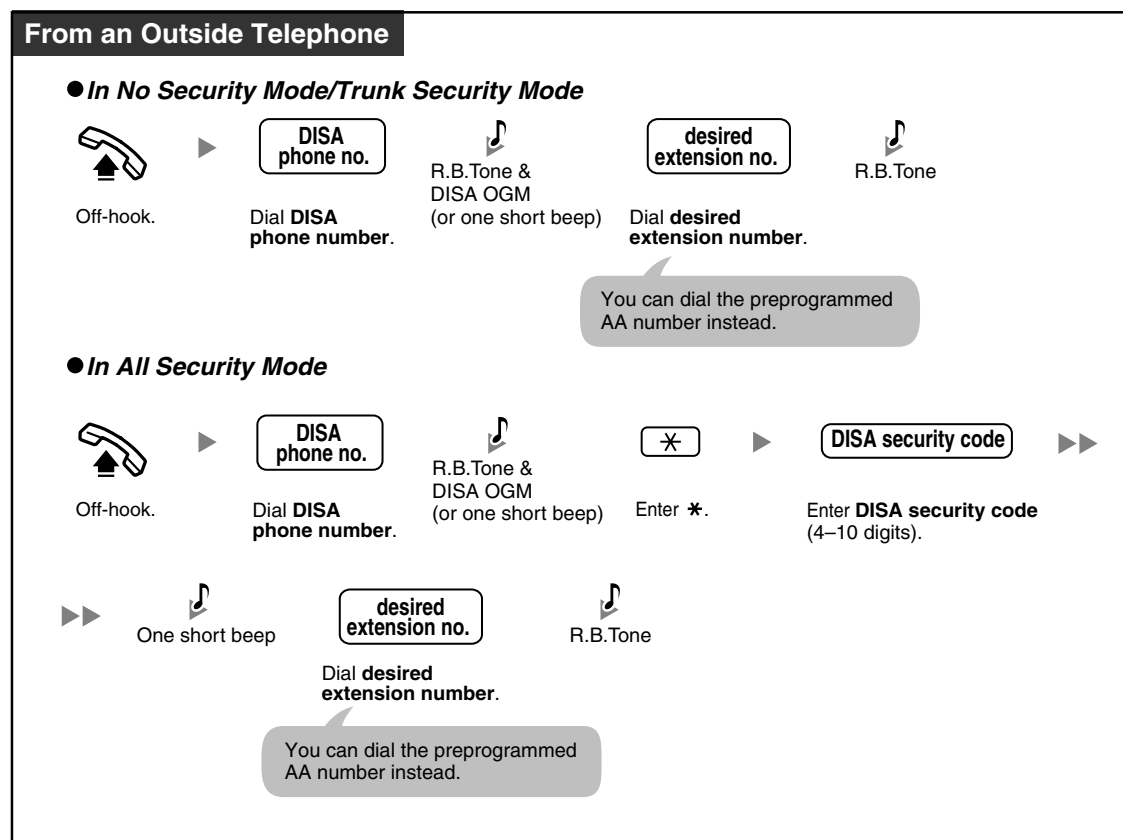 From an Outside Telephone
●In No Security Mode/Trunk Security Mode
DISA
phone no.
R.B.Tone &
DISA OGM
(or one short beep)
desired
extension no.
R.B.Tone
Off-hook.
Dial DISA
phone number.
Dial desired
extension number.
You can dial the preprogrammed
AA number instead.
●In All Security Mode
DISA
phone no.
R.B.Tone &
DISA OGM
(or one short beep)
*
DISA security code
Off-hook.
Dial DISA
phone number.
Enter *.
Enter DISA security code
(4–10 digits).
One short beep
desired
extension no.
R.B.Tone
Dial desired
extension number.
You can dial the preprogrammed
AA number instead.